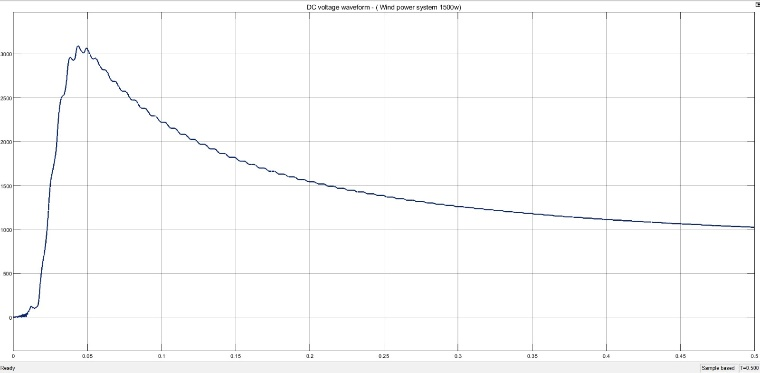 DC voltage waveform - ( Wind power system 1500w)
3000
2500
2000
1500
1000
500
0
0 0.05 0.1 0.15 0.2 0.25 0.3 0.35 0.4 0.45 0.5
Ready Sample based T=0.500